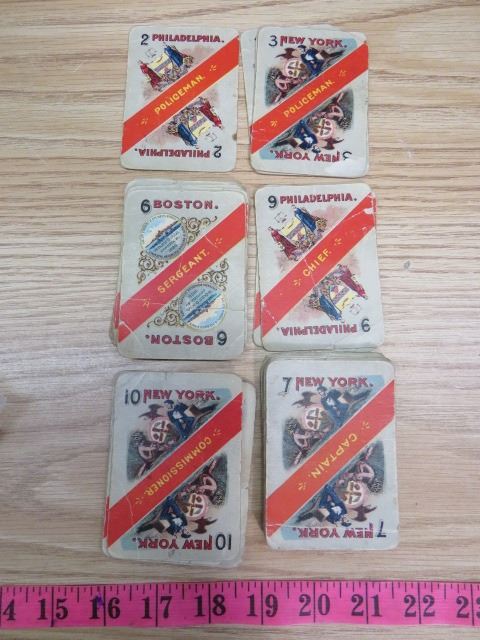 2 PHILADELPHIA.
POLICEMAN.
PHILADELPHIA. 2
3 NEW YORK.
POLICEMAN.
NEW YORK. 3
6 BOSTON.
SERGEANT.
BOSTON. 6
9 PHILADELPHIA.
CHIEF.
PHILADELPHIA. 9
10 NEW YORK.
COMMISSIONER.
NEW YORK. 10
7 NEW YORK.
CAPTAIN.
NEW YORK. 7
4 15 16 17 18 19 20 21 22 23